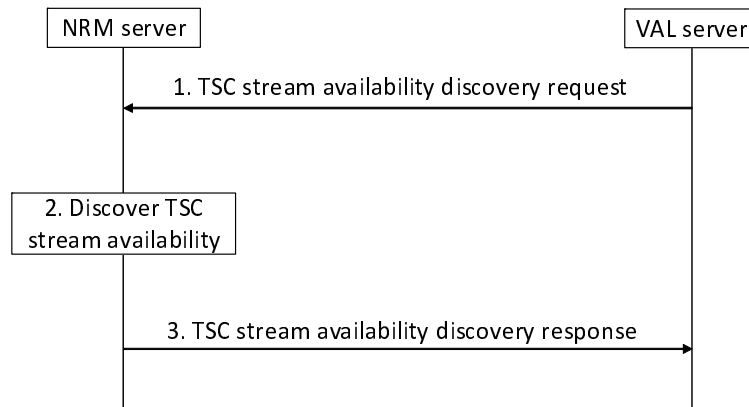 NRM server
VAL server
1. TSC stream availability discovery request
2. Discover TSC
stream availability
3. TSC stream availability discovery response